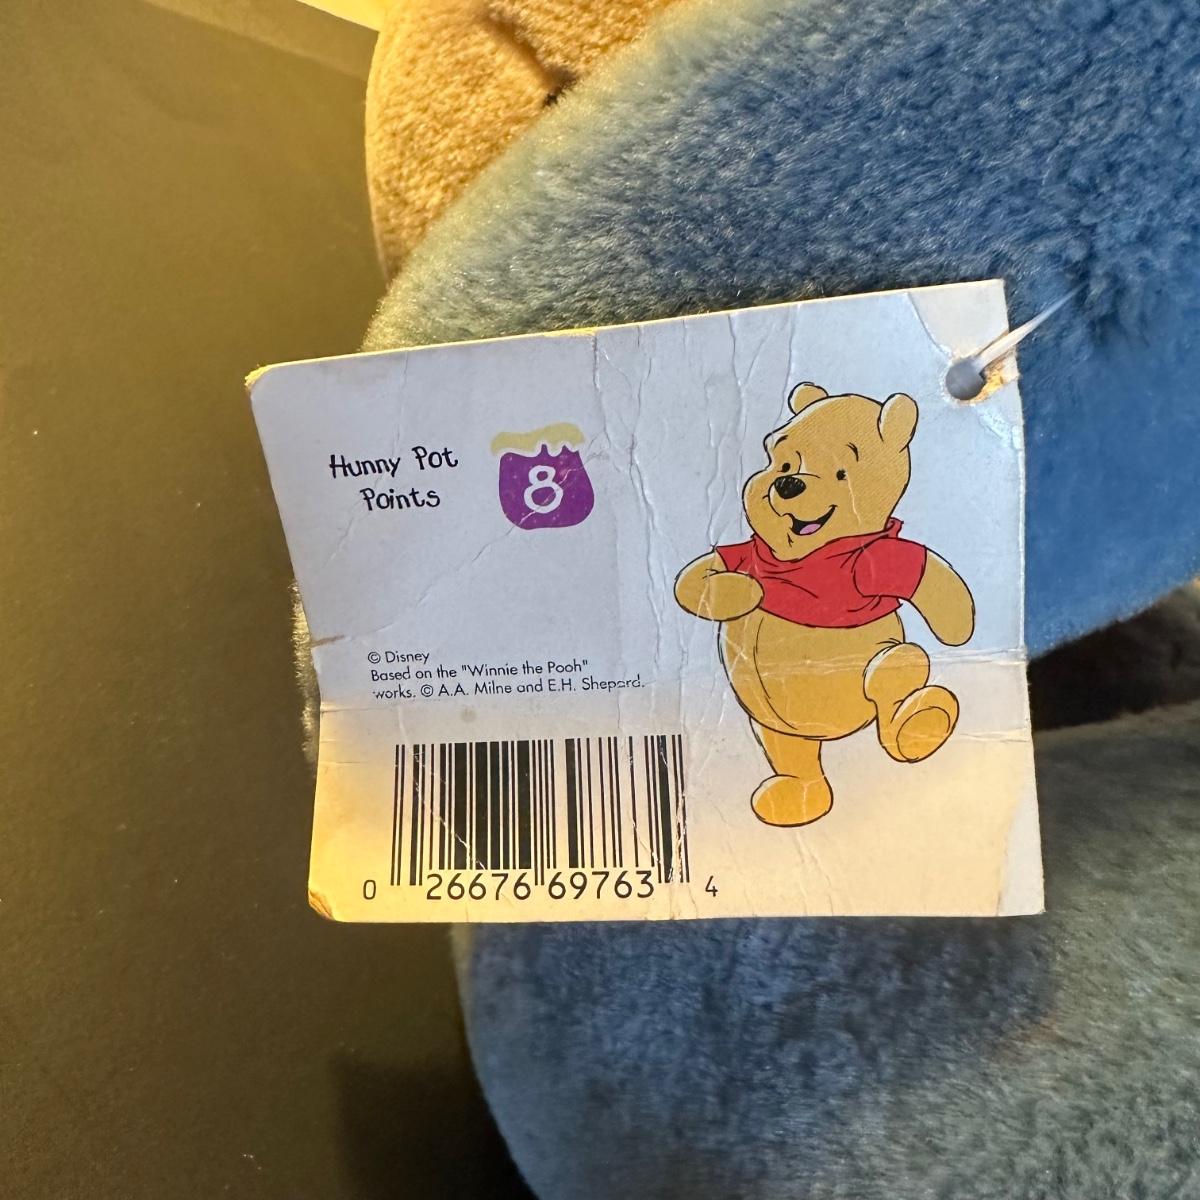 Hunny Pot
Points
8
© Disney
Based on the "Winnie the Pooh"
works. © A.A. Milne and E.H. Shepard.
0 26676 69763 4